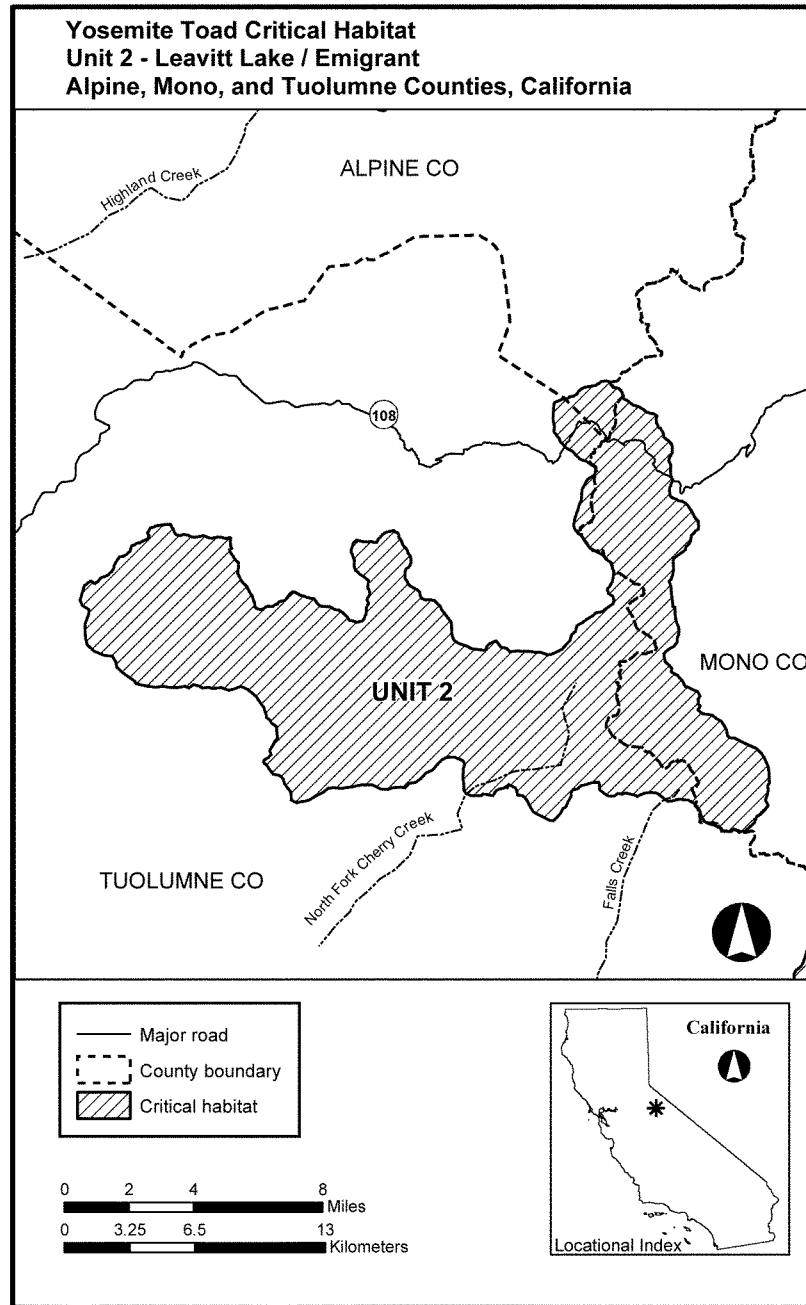 Yosemite Toad Critical Habitat
Unit 2 - Leavitt Lake / Emigrant
Alpine, Mono, and Tuolumne Counties, California
Highland Creek
ALPINE CO
108
MONO CO
UNIT 2
North Fork Cherry Creek
Falls Creek
TUOLUMNE CO
Major road
County boundary
Critical habitat
0 2 4 8
Miles
0 3.25 6.5 13
Kilometers
California
Locational Index